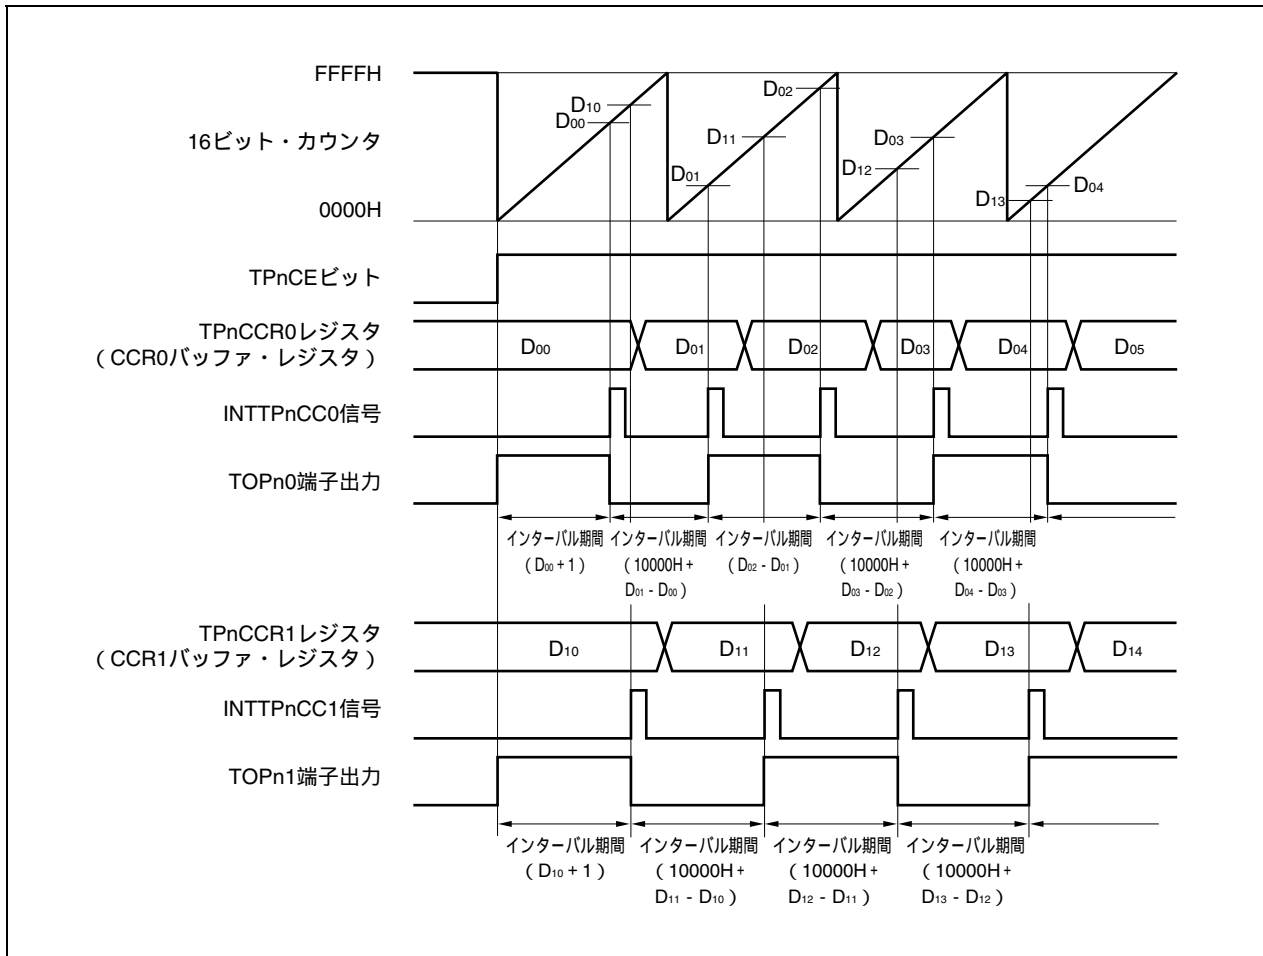 FFFFH
16ビット・カウンタ
0000H
D10
D00
D01
D11
D02
D12
D03
D13
D04
TPnCEビット
TPnCCR0レジスタ
（CCR0バッファ・レジスタ）
D00 D01 D02 D03 D04 D05
INTTPnCC0信号
TOPn0端子出力
インターバル期間 インターバル期間 インターバル期間 インターバル期間 インターバル期間
（D00 + 1） （10000H + （D02 - D01） （10000H + （10000H +
D01 - D00） D03 - D02） D04 - D03）
TPnCCR1レジスタ
（CCR1バッファ・レジスタ）
D10 D11 D12 D13 D14
INTTPnCC1信号
TOPn1端子出力
インターバル期間 インターバル期間 インターバル期間 インターバル期間
（D10 + 1） （10000H + （10000H + （10000H +
D11 - D10） D12 - D11） D13 - D12）